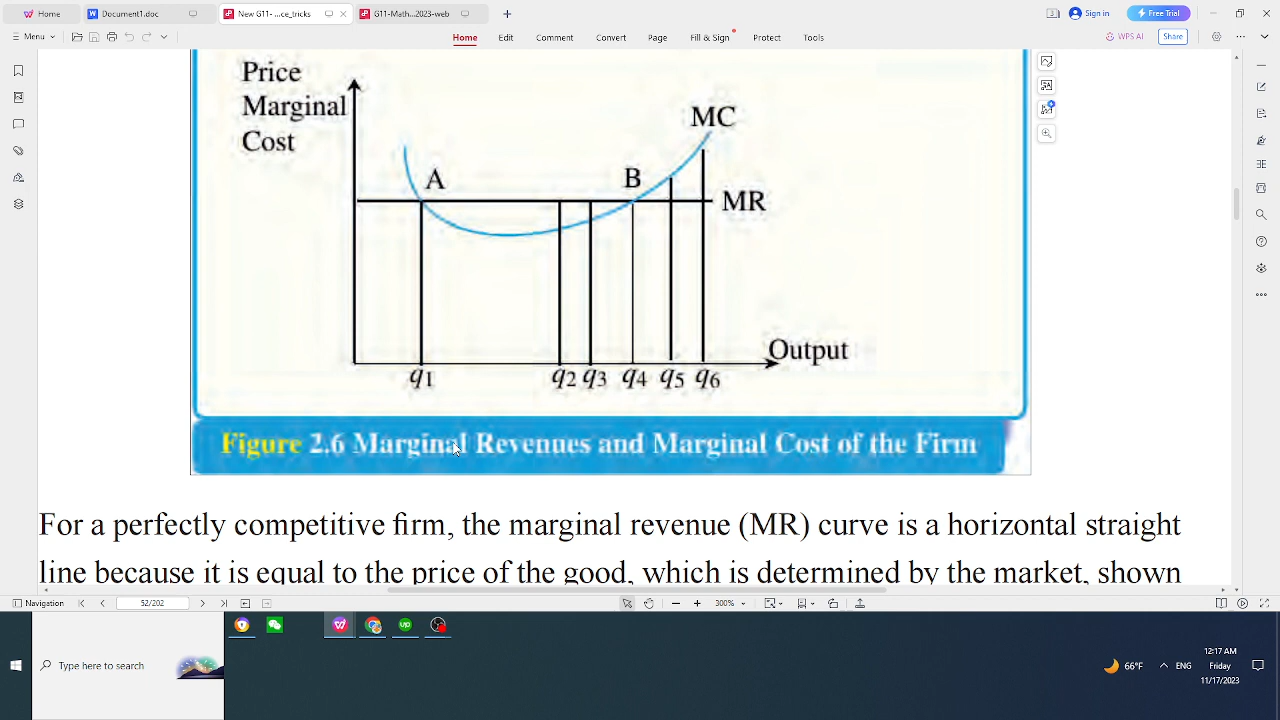 Home Document1.doc New G11-...ce_tricks G11-Math...2023-web Sign in Free Trial
Menu Home Edit Comment Convert Page Fill & Sign Protect Tools WPS AI Share
Price
Marginal
Cost
MC
A B
MR
Output
q1 q2 q3 q4 q5 q6
Figure 2.6 Marginal Revenues and Marginal Cost of the Firm
For a perfectly competitive firm, the marginal revenue (MR) curve is a horizontal straight
line because it is equal to the price of the good, which is determined by the market, shown
Navigation 52/202 300%
up
12:17 AM
Type here to search 66°F ENG Friday
11/17/2023